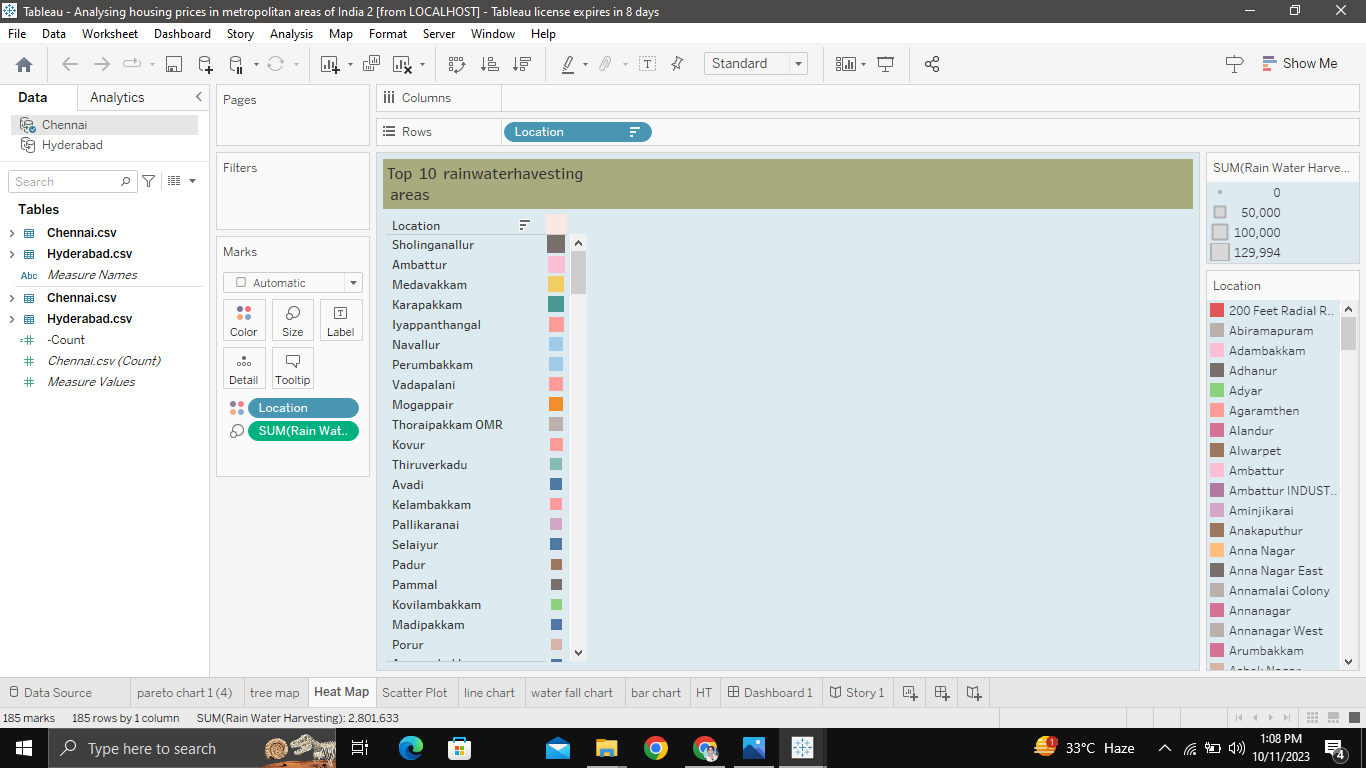 Tableau - Analysing housing prices in metropolitan areas of India 2 [from LOCALHOST] - Tableau license expires in 8 days
File Data Worksheet Dashboard Story Analysis Map Format Server Window Help
Standard
Show Me
Data Analytics
Chennai
Hyderabad
Search
Tables
Chennai.csv
Hyderabad.csv
Abc Measure Names
Chennai.csv
Hyderabad.csv
-Count
Chennai.csv (Count)
Measure Values
Pages
Filters
Marks
Automatic
Color Size Label
Detail Tooltip
Location
SUM(Rain Wat..
Columns
Rows Location
Top 10 rainwaterhavesting
areas
Location
Sholinganallur
Ambattur
Medavakkam
Karapakkam
Iyappanthangal
Navallur
Perumbakkam
Vadapalani
Mogappair
Thoraipakkam OMR
Kovur
Thiruverkadu
Avadi
Kelambakkam
Pallikaranai
Selaiyur
Padur
Pammal
Kovilambakkam
Madipakkam
Porur
SUM(Rain Water Harve...
0
50,000
100,000
129,994
Location
200 Feet Radial R..
Abiramapuram
Adambakkam
Adhanur
Adyar
Agaramthen
Alandur
Alwarpet
Ambattur
Ambattur INDUST..
Aminjikarai
Anakaputhur
Anna Nagar
Anna Nagar East
Annamalai Colony
Annanagar
Annanagar West
Arumbakkam
Ashok Nagar
Data Source pareto chart 1 (4) tree map Heat Map Scatter Plot line chart water fall chart bar chart HT Dashboard 1 Story 1
185 marks 185 rows by 1 column SUM(Rain Water Harvesting): 2,801,633
Type here to search
1
33°C Haze
1:08 PM
10/11/2023
4